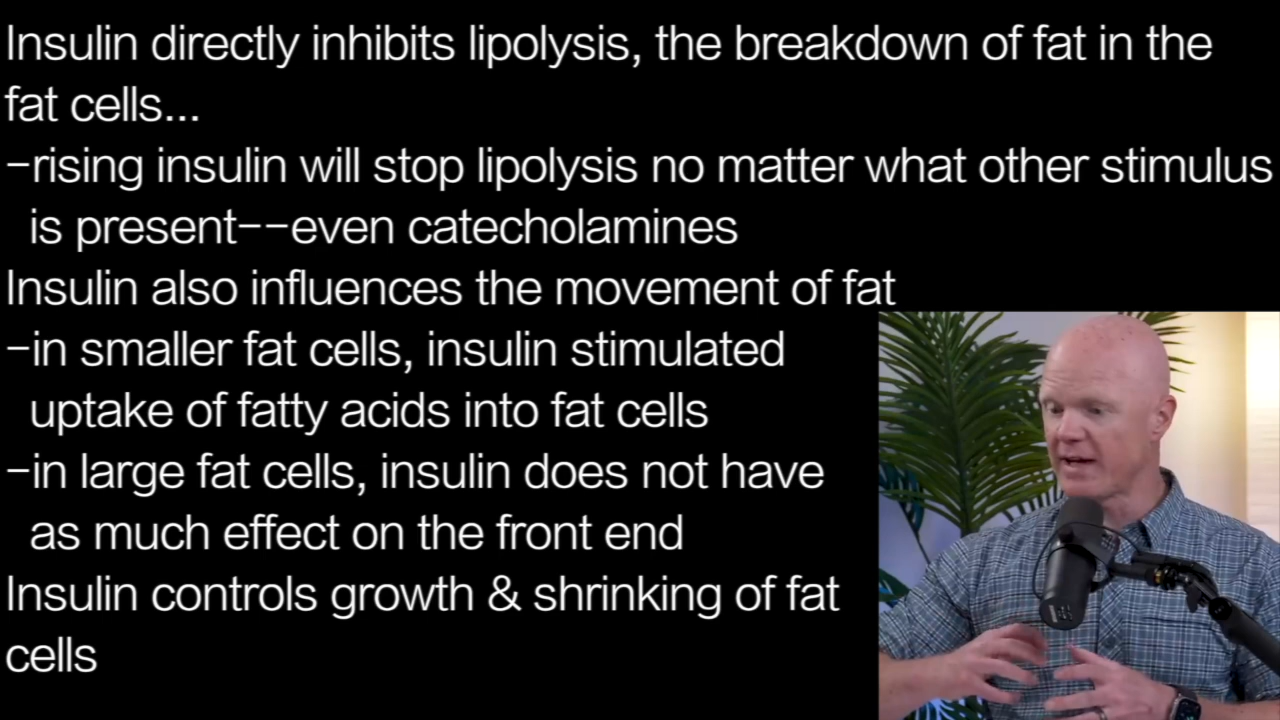 Insulin directly inhibits lipolysis, the breakdown of fat in the
fat cells...
-rising insulin will stop lipolysis no matter what other stimulus
is present--even catecholamines
Insulin also influences the movement of fat
-in smaller fat cells, insulin stimulated
uptake of fatty acids into fat cells
-in large fat cells, insulin does not have
as much effect on the front end
Insulin controls growth & shrinking of fat
cells